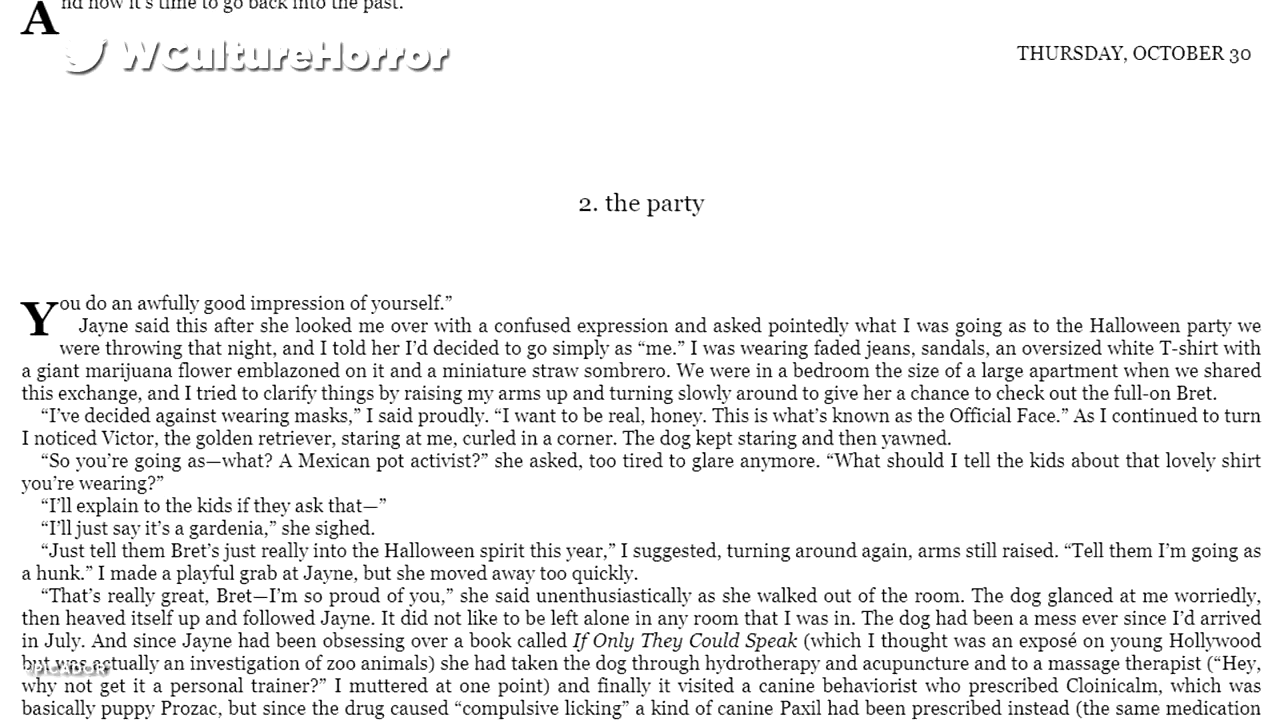 And now it's time to go back into the past.
WCultureHorror
THURSDAY, OCTOBER 30
2. the party
You do an awfully good impression of yourself.”
Jayne said this after she looked me over with a confused expression and asked pointedly what I was going as to the Halloween party we
were throwing that night, and I told her I’d decided to go simply as “me.” I was wearing faded jeans, sandals, an oversized white T-shirt with
a giant marijuana flower emblazoned on it and a miniature straw sombrero. We were in a bedroom the size of a large apartment when we shared
this exchange, and I tried to clarify things by raising my arms up and turning slowly around to give her a chance to check out the full-on Bret.
“I’ve decided against wearing masks,” I said proudly. “I want to be real, honey. This is what’s known as the Official Face.” As I continued to turn
I noticed Victor, the golden retriever, staring at me, curled in a corner. The dog kept staring and then yawned.
“So you’re going as—what? A Mexican pot activist?” she asked, too tired to glare anymore. “What should I tell the kids about that lovely shirt
you’re wearing?”
“I’ll explain to the kids if they ask that—”
“I’ll just say it’s a gardenia,” she sighed.
“Just tell them Bret’s just really into the Halloween spirit this year,” I suggested, turning around again, arms still raised. “Tell them I’m going as
a hunk.” I made a playful grab at Jayne, but she moved away too quickly.
“That’s really great, Bret—I’m so proud of you,” she said unenthusiastically as she walked out of the room. The dog glanced at me worriedly,
then heaved itself up and followed Jayne. It did not like to be left alone in any room that I was in. The dog had been a mess ever since I’d arrived
in July. And since Jayne had been obsessing over a book called If Only They Could Speak (which I thought was an exposé on young Hollywood
but was actually an investigation of zoo animals) she had taken the dog through hydrotherapy and acupuncture and to a massage therapist (“Hey,
PICADOR
why not get it a personal trainer?” I muttered at one point) and finally it visited a canine behaviorist who prescribed Cloinicalm, which was
basically puppy Prozac, but since the drug caused “compulsive licking” a kind of canine Paxil had been prescribed instead (the same medication